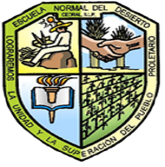 ESCUELA NORMAL DEL DESIERTO
CEDRAL S.L.P.
LOGRAREMOS LA UNIDAD Y LA SUPERACION DEL PUEBLO PROLETARIO